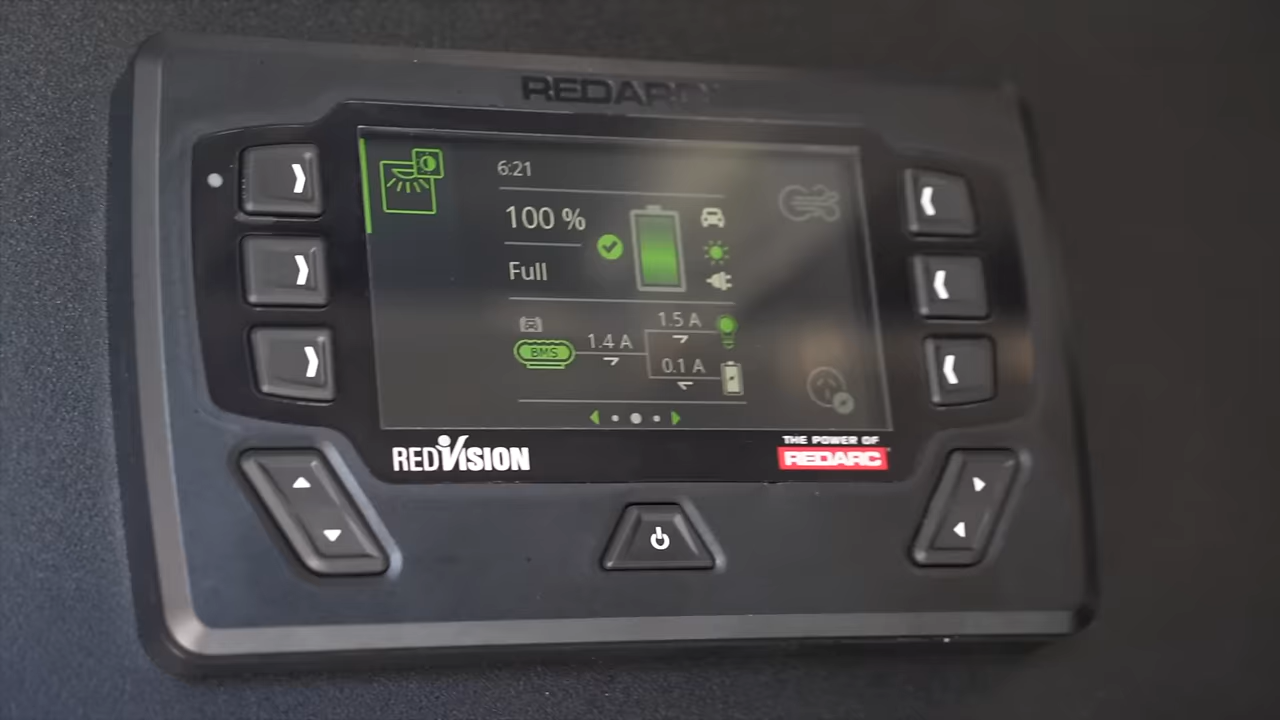 REDARC
6:21
100 %
Full
1.5 A
1.4 A
BMS
0.1 A
REDVISION
THE POWER OF
REDARC